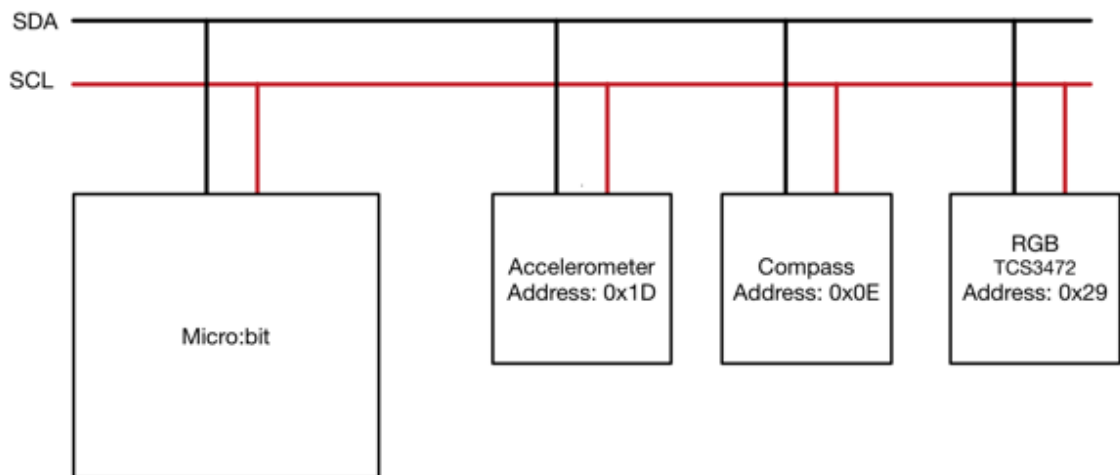 SDA
SCL
Micro:bit
Accelerometer
Address: 0x1D
Compass
Address: 0x0E
RGB
TCS3472
Address: 0x29